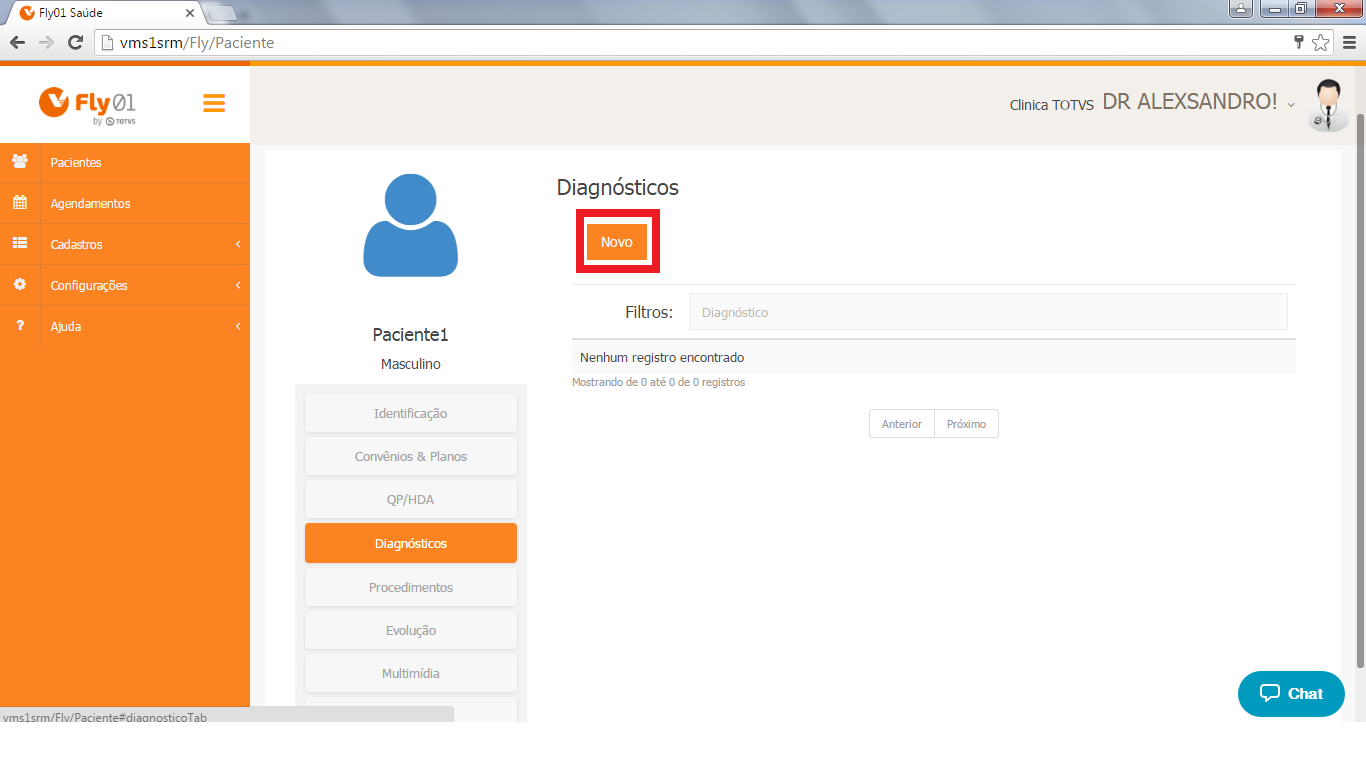 Fly01 Saúde
vms1srm/Fly/Paciente
Fly01
by TOTVS
Clinica TOTVS DR ALEXSANDRO!
Pacientes
Agendamentos
Cadastros
Configurações
Ajuda
Paciente1
Masculino
Identificação
Convênios & Planos
QP/HDA
Diagnósticos
Procedimentos
Evolução
Multimídia
Diagnósticos
Novo
Filtros: Diagnóstico
Nenhum registro encontrado
Mostrando de 0 até 0 de 0 registros
Anterior Próximo
Chat
vms1srm/Fly/Paciente#diagnosticoTab